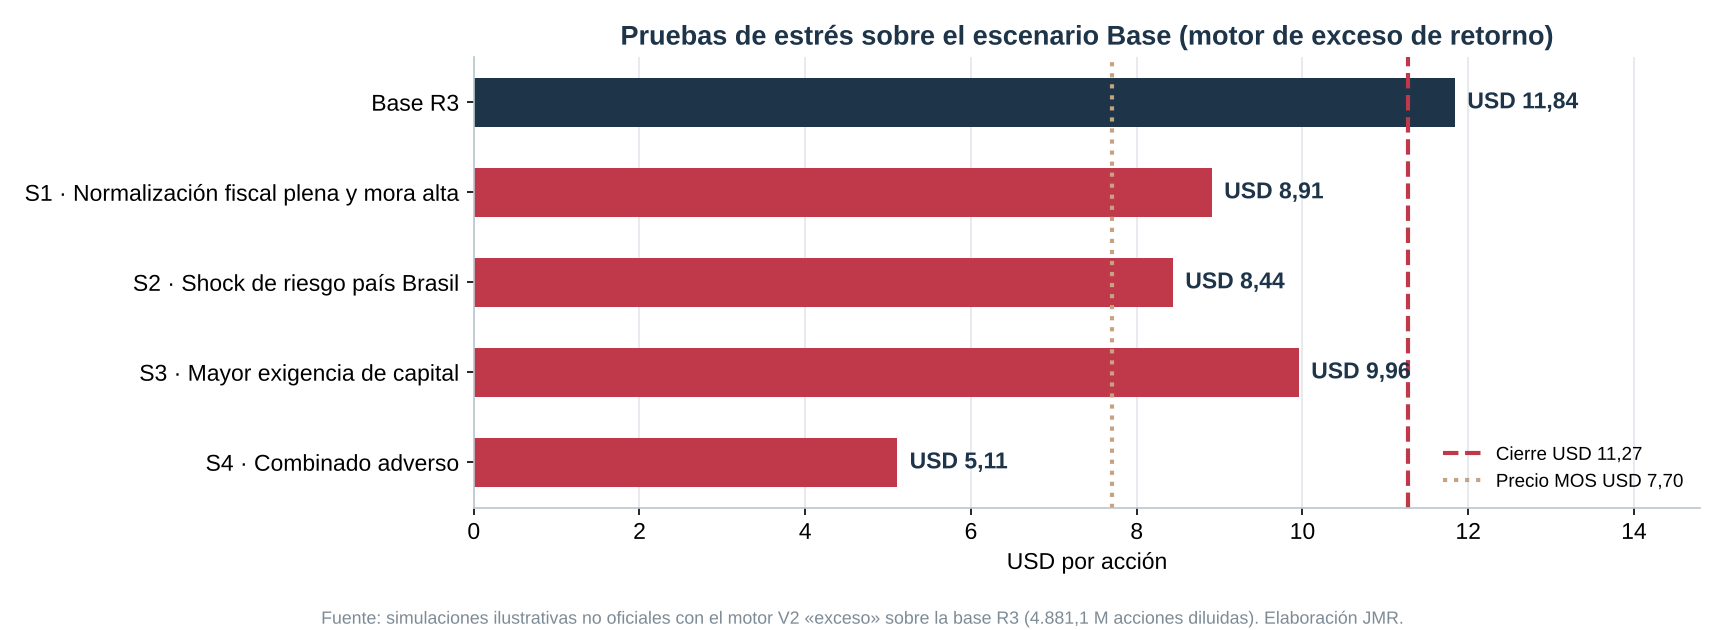 Pruebas de estrés sobre el escenario Base (motor de exceso de retorno)
Base R3
USD 11,84
S1 · Normalización fiscal plena y mora alta
USD 8,91
S2 · Shock de riesgo país Brasil
USD 8,44
S3 · Mayor exigencia de capital
USD 9,96
S4 · Combinado adverso
USD 5,11
Cierre USD 11,27
Precio MOS USD 7,70
0 2 4 6 8 10 12 14
USD por acción
Fuente: simulaciones ilustrativas no oficiales con el motor V2 «exceso» sobre la base R3 (4.881,1 M acciones diluidas). Elaboración JMR.